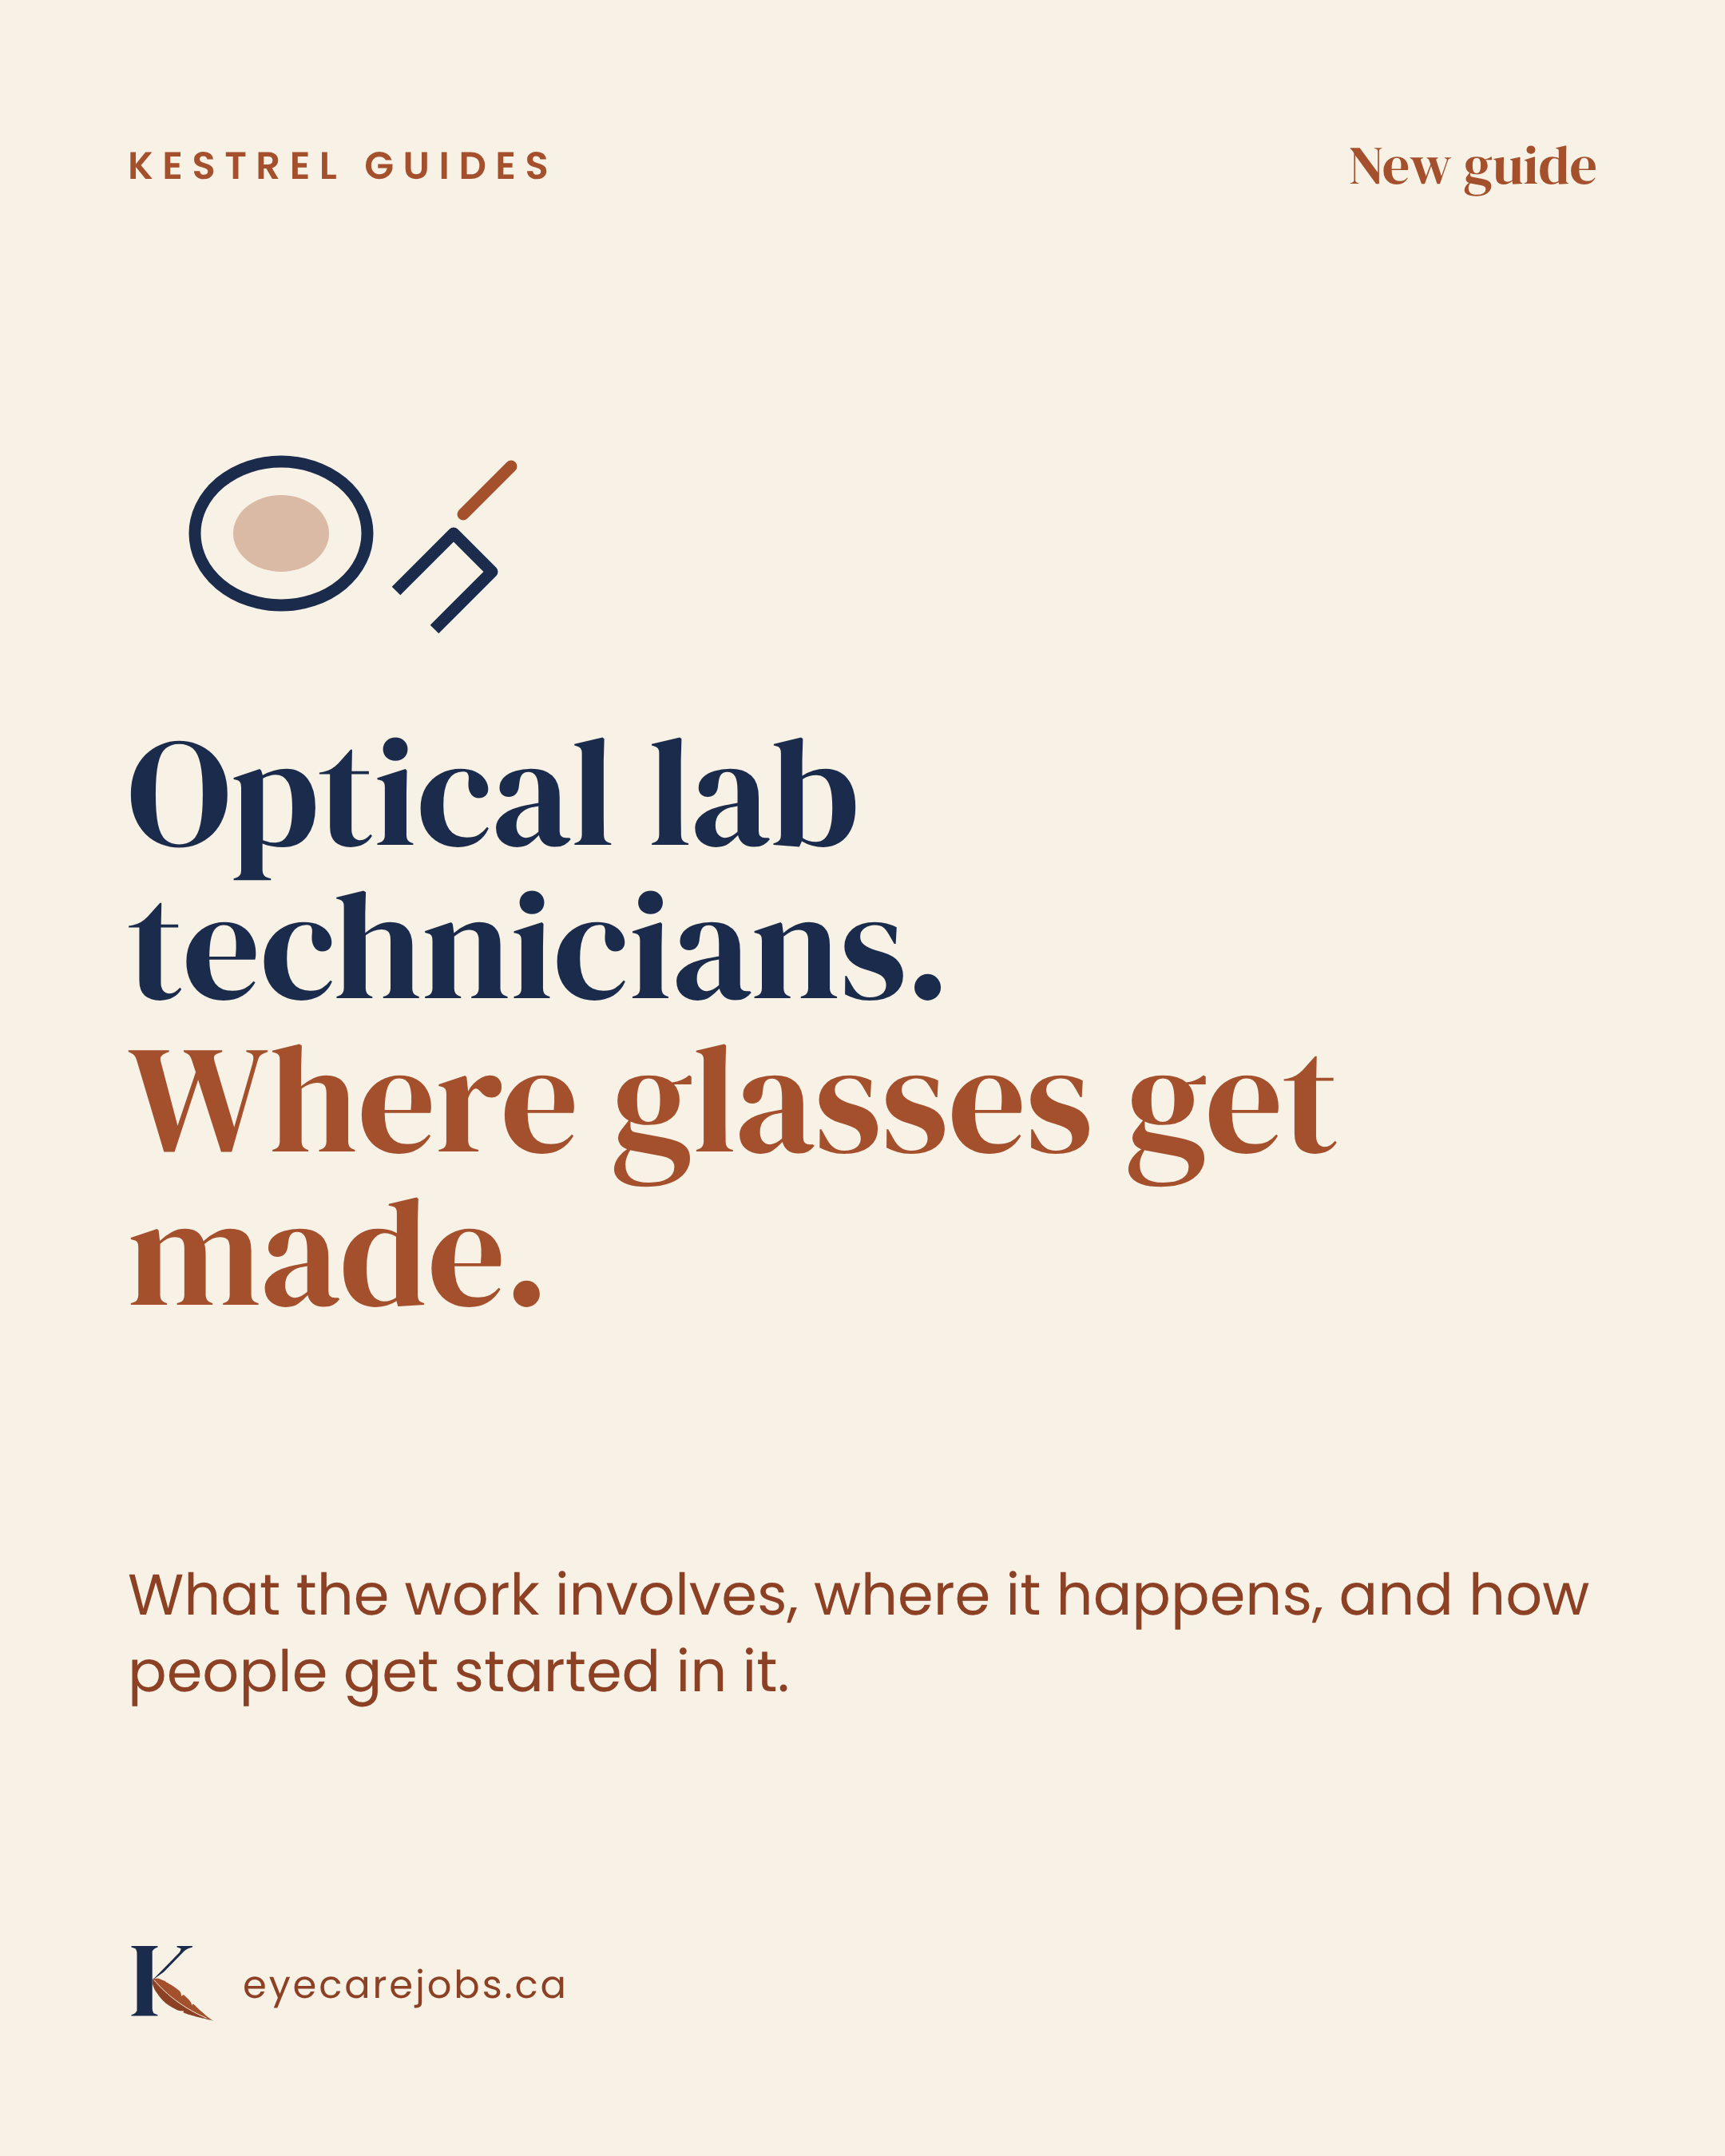 KESTREL GUIDES
New guide
Optical lab
technicians.
Where glasses get
made.
What the work involves, where it happens, and how
people get started in it.
K
eyecarejobs.ca